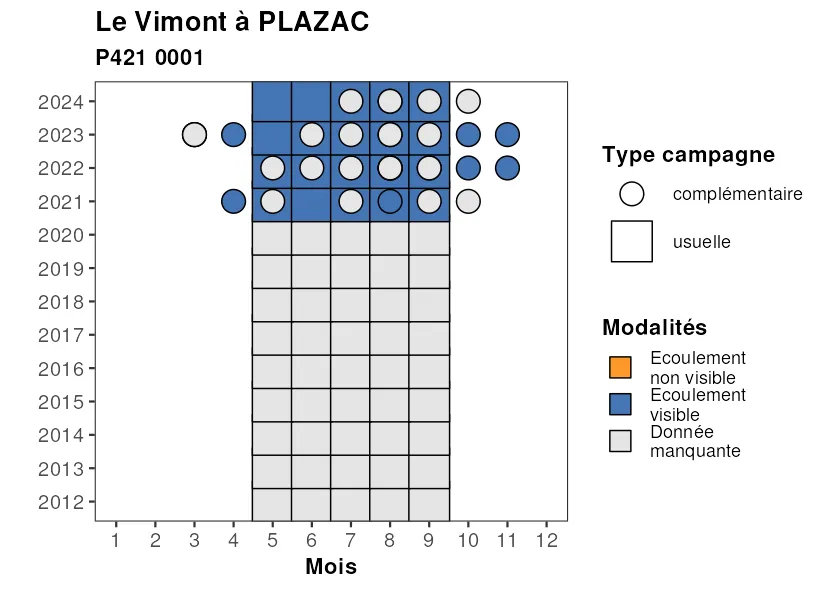 Le Vimont à PLAZAC
P421 0001
2024
2023
2022
2021
2020
2019
2018
2017
2016
2015
2014
2013
2012
1 2 3 4 5 6 7 8 9 10 11 12
Mois
Type campagne
complémentaire
usuelle
Modalités
Ecoulement
non visible
Ecoulement
visible
Donnée
manquante